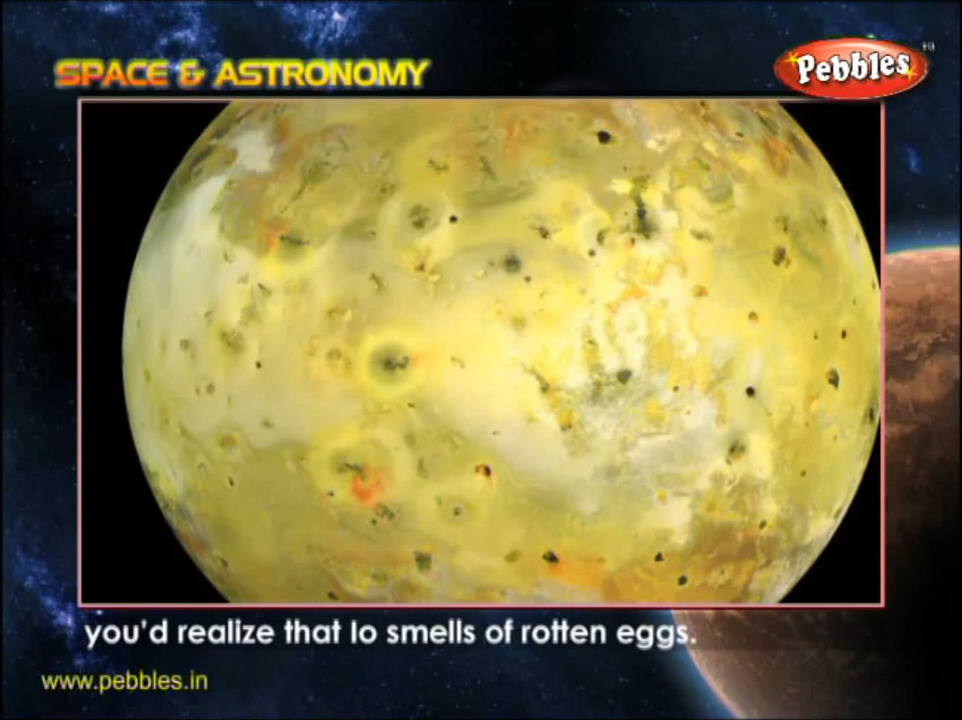 SPACE & ASTRONOMY
Pebbles
you'd realize that Io smells of rotten eggs.
www.pebbles.in